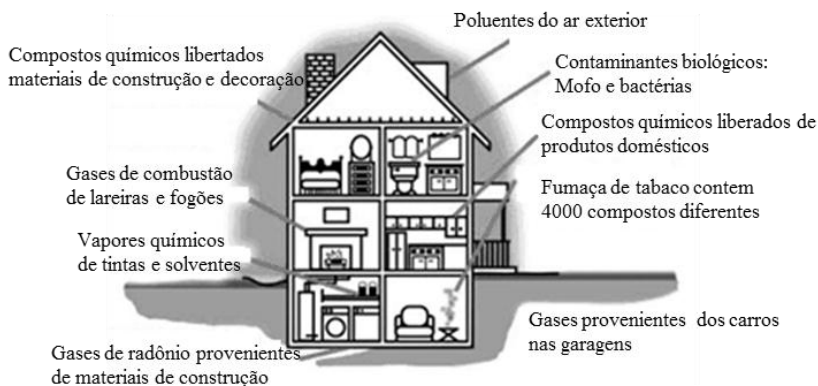 Poluentes do ar exterior
Compostos químicos libertados
materiais de construção e decoração
Contaminantes biológicos:
Mofo e bactérias
Compostos químicos liberados de
produtos domésticos
Gases de combustão
de lareiras e fogões
Fumaça de tabaco contem
4000 compostos diferentes
Vapores químicos
de tintas e solventes
Gases provenientes dos carros
nas garagens
Gases de radônio provenientes
de materiais de construção